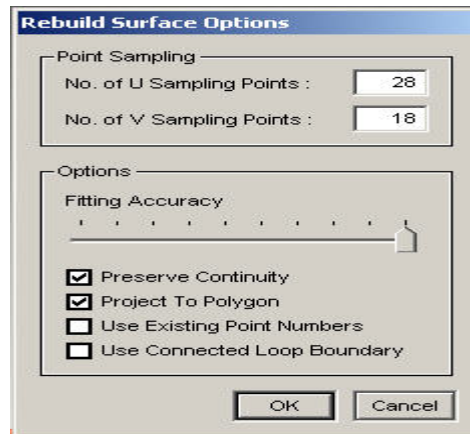 Rebuild Surface Options
Point Sampling
No. of U Sampling Points : 28
No. of V Sampling Points : 18
Options
Fitting Accuracy
Preserve Continuity
Project To Polygon
Use Existing Point Numbers
Use Connected Loop Boundary
OK Cancel